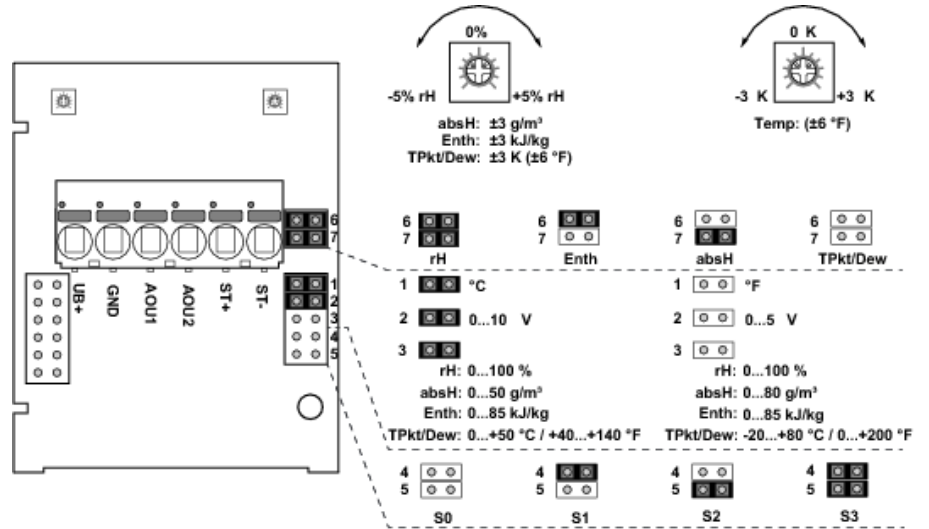 0%
0 K
-5% rH
+5% rH
-3 K
+3 K
absH: ±3 g/m³
Enth: ±3 kJ/kg
TPkt/Dew: ±3 K (±6 °F)
Temp: (±6 °F)
6
7
UB+
GND
AOU1
AOU2
ST+
ST-
1
2
3
4
5
6
7
rH
6
7
Enth
6
7
absH
6
7
TPkt/Dew
1
°C
1
°F
2
0...10 V
2
0...5 V
3
3
rH: 0...100 %
absH: 0...50 g/m³
Enth: 0...85 kJ/kg
TPkt/Dew: 0...+50 °C / +40...+140 °F
rH: 0...100 %
absH: 0...80 g/m³
Enth: 0...85 kJ/kg
TPkt/Dew: -20...+80 °C / 0...+200 °F
4
5
S0
4
5
S1
4
5
S2
4
5
S3